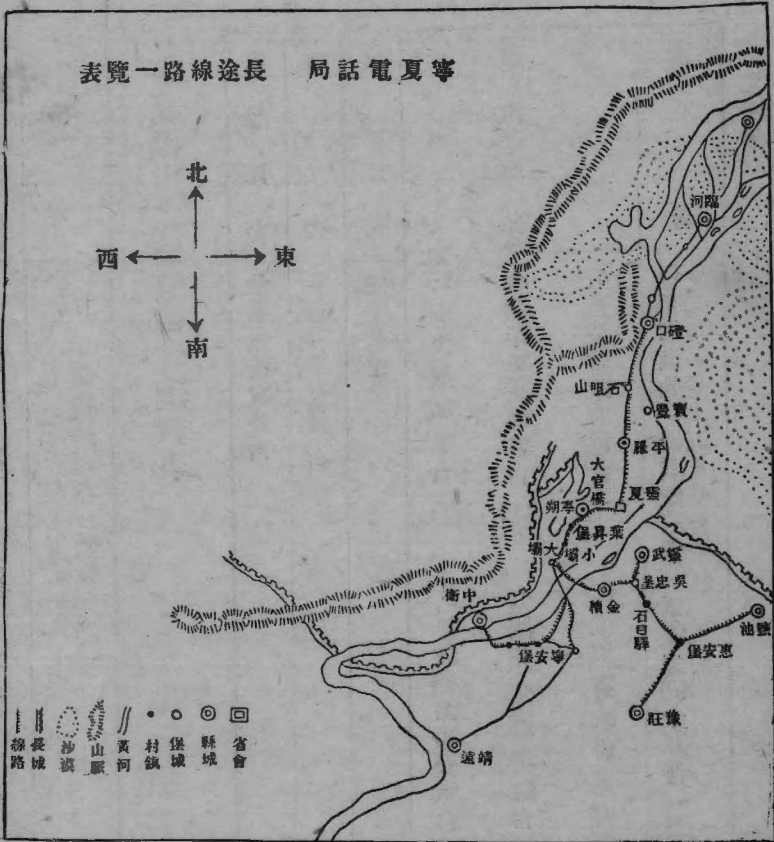 寧夏電話局 長途線路一覽表
北
西
東
南
臨河
磴口
石咀山
寶豐
平羅
大官橋
寧夏
寧朔
葉昇堡
小壩
大壩
靈武
吳忠堡
金積
鹽池
惠安堡
豫旺
中衛
寧安堡
靖遠
省會
縣城
堡城
村鎮
黃河
山脈
沙漠
長城
線路